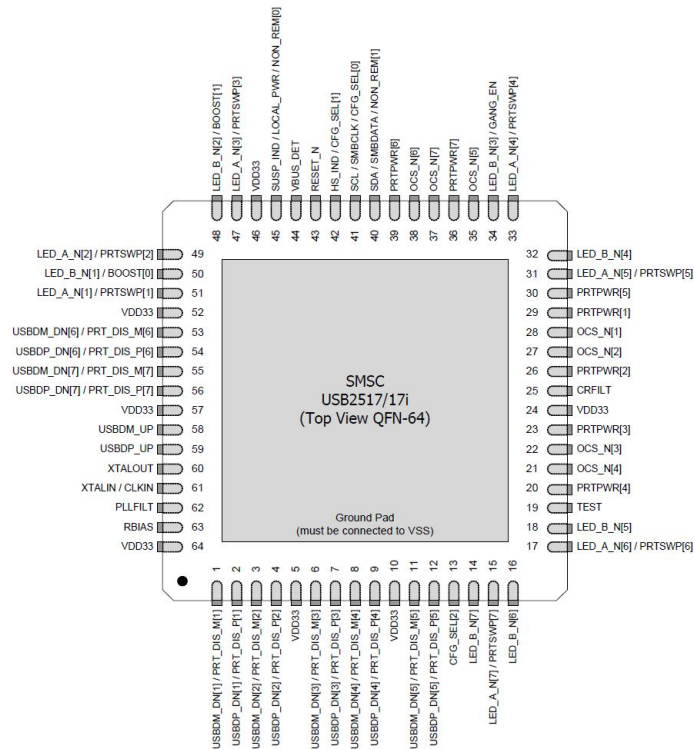 LED_B_N[2] / BOOST[1]
LED_A_N[3] / PRTSWP[3]
VDD33
SUSP_IND / LOCAL_PWR / NON_REM[0]
VBUS_DET
RESET_N
HS_IND / CFG_SEL[1]
SCL / SMBCLK / CFG_SEL[0]
SDA / SMBDATA / NON_REM[1]
PRTPWR[6]
OCS_N[6]
OCS_N[7]
PRTPWR[7]
OCS_N[5]
LED_B_N[3] / GANG_EN
LED_A_N[4] / PRTSWP[4]
48
47
46
45
44
43
42
41
40
39
38
37
36
35
34
33
LED_A_N[2] / PRTSWP[2] 49
LED_B_N[1] / BOOST[0] 50
LED_A_N[1] / PRTSWP[1] 51
VDD33 52
USBDM_DN[6] / PRT_DIS_M[6] 53
USBDP_DN[6] / PRT_DIS_P[6] 54
USBDM_DN[7] / PRT_DIS_M[7] 55
USBDP_DN[7] / PRT_DIS_P[7] 56
VDD33 57
USBDM_UP 58
USBDP_UP 59
XTALOUT 60
XTALIN / CLKIN 61
PLLFILT 62
RBIAS 63
VDD33 64
SMSC
USB2517/17i
(Top View QFN-64)
Ground Pad
(must be connected to VSS)
32 LED_B_N[4]
31 LED_A_N[5] / PRTSWP[5]
30 PRTPWR[5]
29 PRTPWR[1]
28 OCS_N[1]
27 OCS_N[2]
26 PRTPWR[2]
25 CRFILT
24 VDD33
23 PRTPWR[3]
22 OCS_N[3]
21 OCS_N[4]
20 PRTPWR[4]
19 TEST
18 LED_B_N[5]
17 LED_A_N[6] / PRTSWP[6]
1
2
3
4
5
6
7
8
9
10
11
12
13
14
15
16
USBDM_DN[1] / PRT_DIS_M[1]
USBDP_DN[1] / PRT_DIS_P[1]
USBDM_DN[2] / PRT_DIS_M[2]
USBDP_DN[2] / PRT_DIS_P[2]
VDD33
USBDM_DN[3] / PRT_DIS_M[3]
USBDP_DN[3] / PRT_DIS_P[3]
USBDM_DN[4] / PRT_DIS_M[4]
USBDP_DN[4] / PRT_DIS_P[4]
VDD33
USBDM_DN[5] / PRT_DIS_M[5]
USBDP_DN[5] / PRT_DIS_P[5]
CFG_SEL[2]
LED_B_N[7]
LED_A_N[7] / PRTSWP[7]
LED_B_N[6]